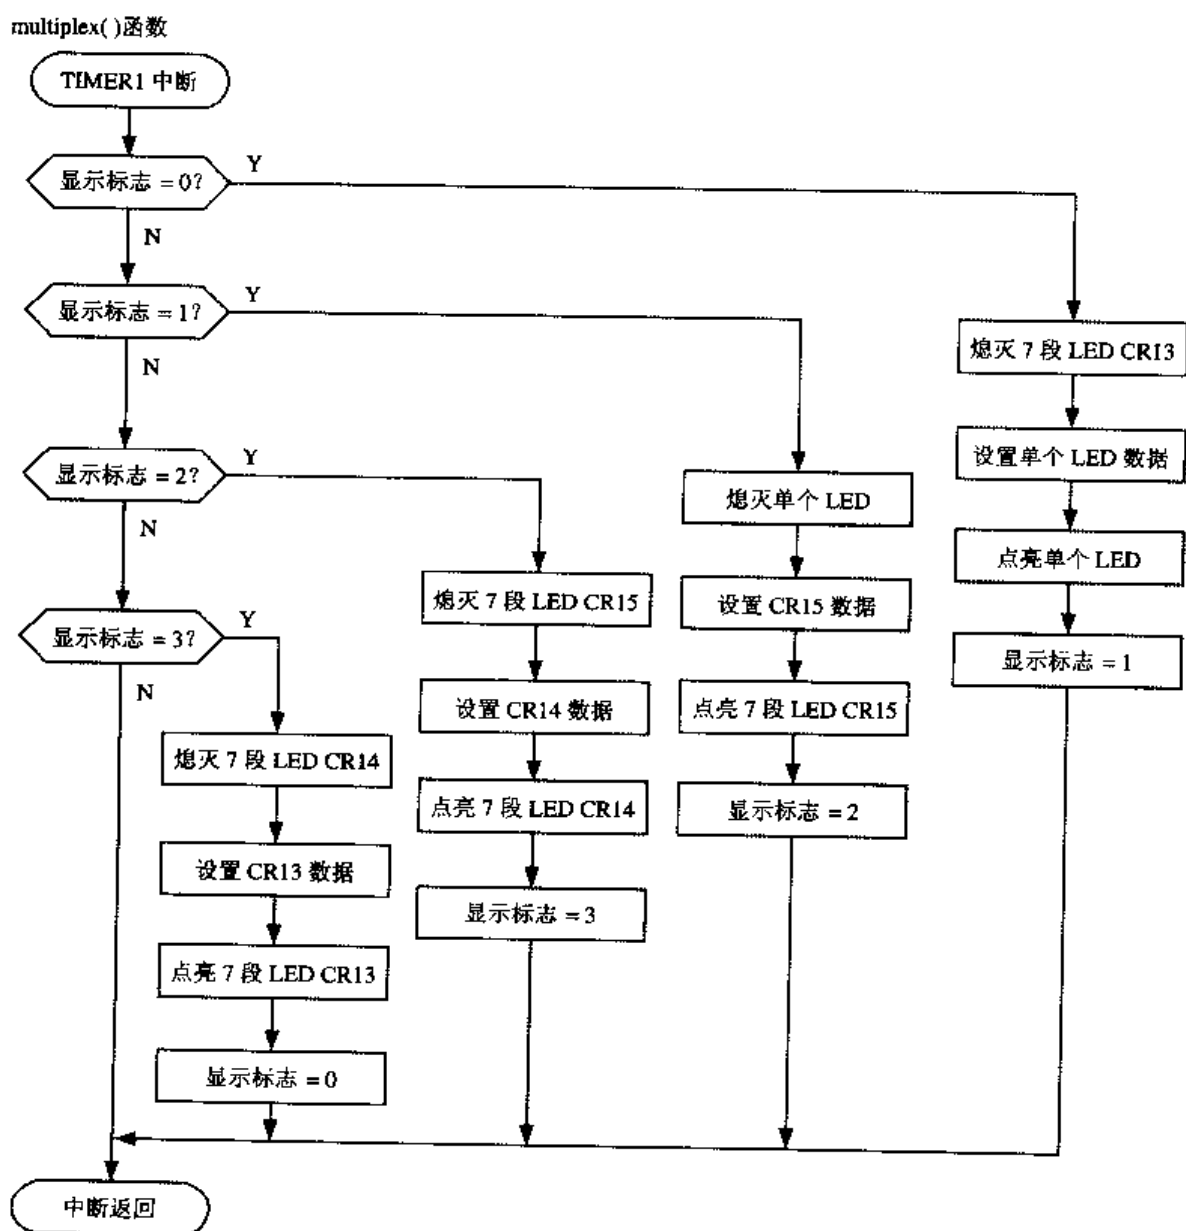 multiplex( )函数
TIMER1 中断
显示标志 = 0?
Y
N
显示标志 = 1?
Y
N
显示标志 = 2?
Y
N
显示标志 = 3?
Y
N
熄灭 7 段 LED CR14
设置 CR13 数据
点亮 7 段 LED CR13
显示标志 = 0
熄灭 7 段 LED CR15
设置 CR14 数据
点亮 7 段 LED CR14
显示标志 = 3
熄灭单个 LED
设置 CR15 数据
点亮 7 段 LED CR15
显示标志 = 2
熄灭 7 段 LED CR13
设置单个 LED 数据
点亮单个 LED
显示标志 = 1
中断返回